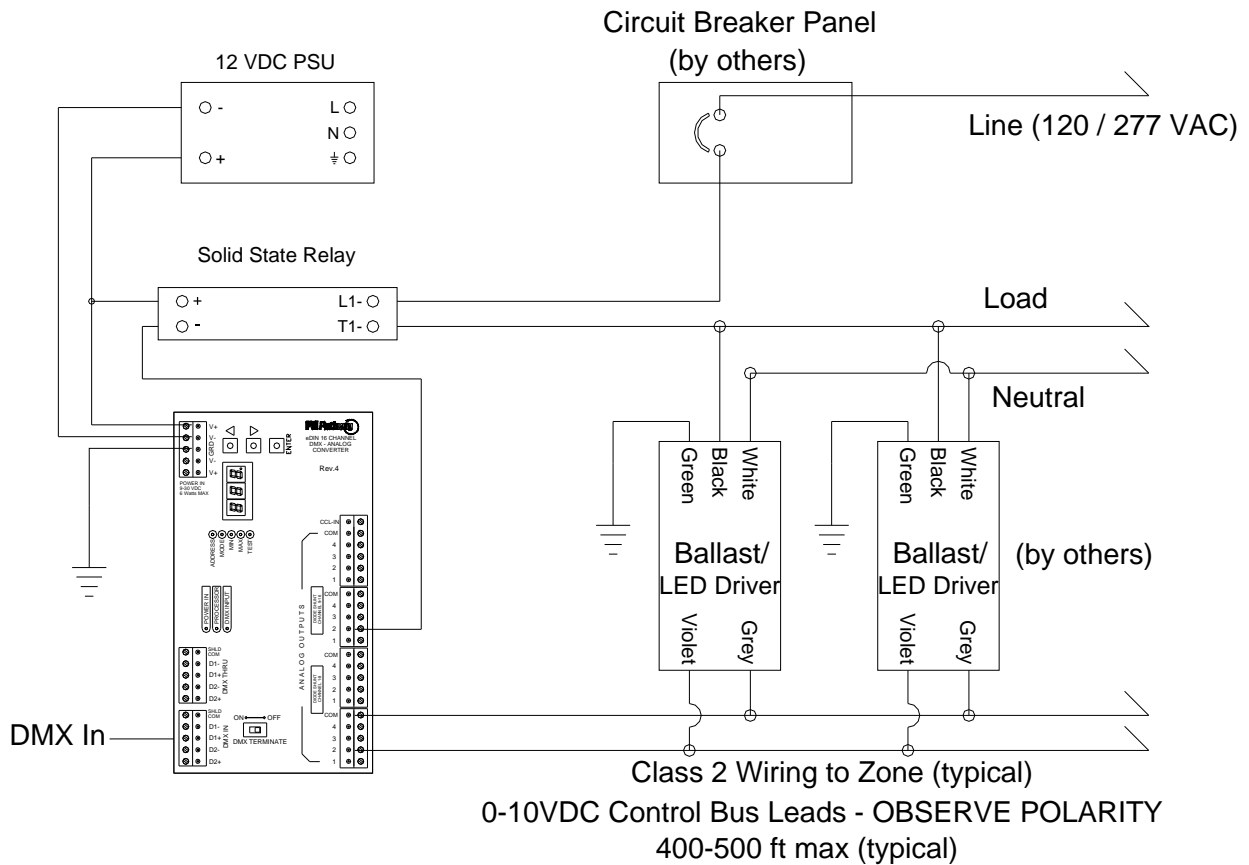 Circuit Breaker Panel
(by others)
12 VDC PSU
-
L
N
+
Line (120 / 277 VAC)
Solid State Relay
+
L1-
-
T1-
Load
Neutral
V+
V-
GRD
V-
V+
POWER IN
9-30 VDC
6 Watts MAX
ENTER
Pathway
eDIN 16 CHANNEL
DMX - ANALOG
CONVERTER
Rev.4
ADDRESS
MODE
MIN
MAX
TEST
POWER IN
PROCESSOR
DMX INPUT
ANALOG OUTPUTS
CCL-IN
COM
4
3
2
1
COM
4
3
2
1
COM
4
3
2
1
COM
4
3
2
1
SHLD
COM
D1-
D1+
D2-
D2+
DMX THRU
SHLD
COM
D1-
D1+
D2-
D2+
DMX IN
ON
OFF
DMX TERMINATE
DMX In
Green
Black
White
Ballast/
LED Driver
Violet
Grey
Green
Black
White
Ballast/
LED Driver
Violet
Grey
(by others)
Class 2 Wiring to Zone (typical)
0-10VDC Control Bus Leads - OBSERVE POLARITY
400-500 ft max (typical)